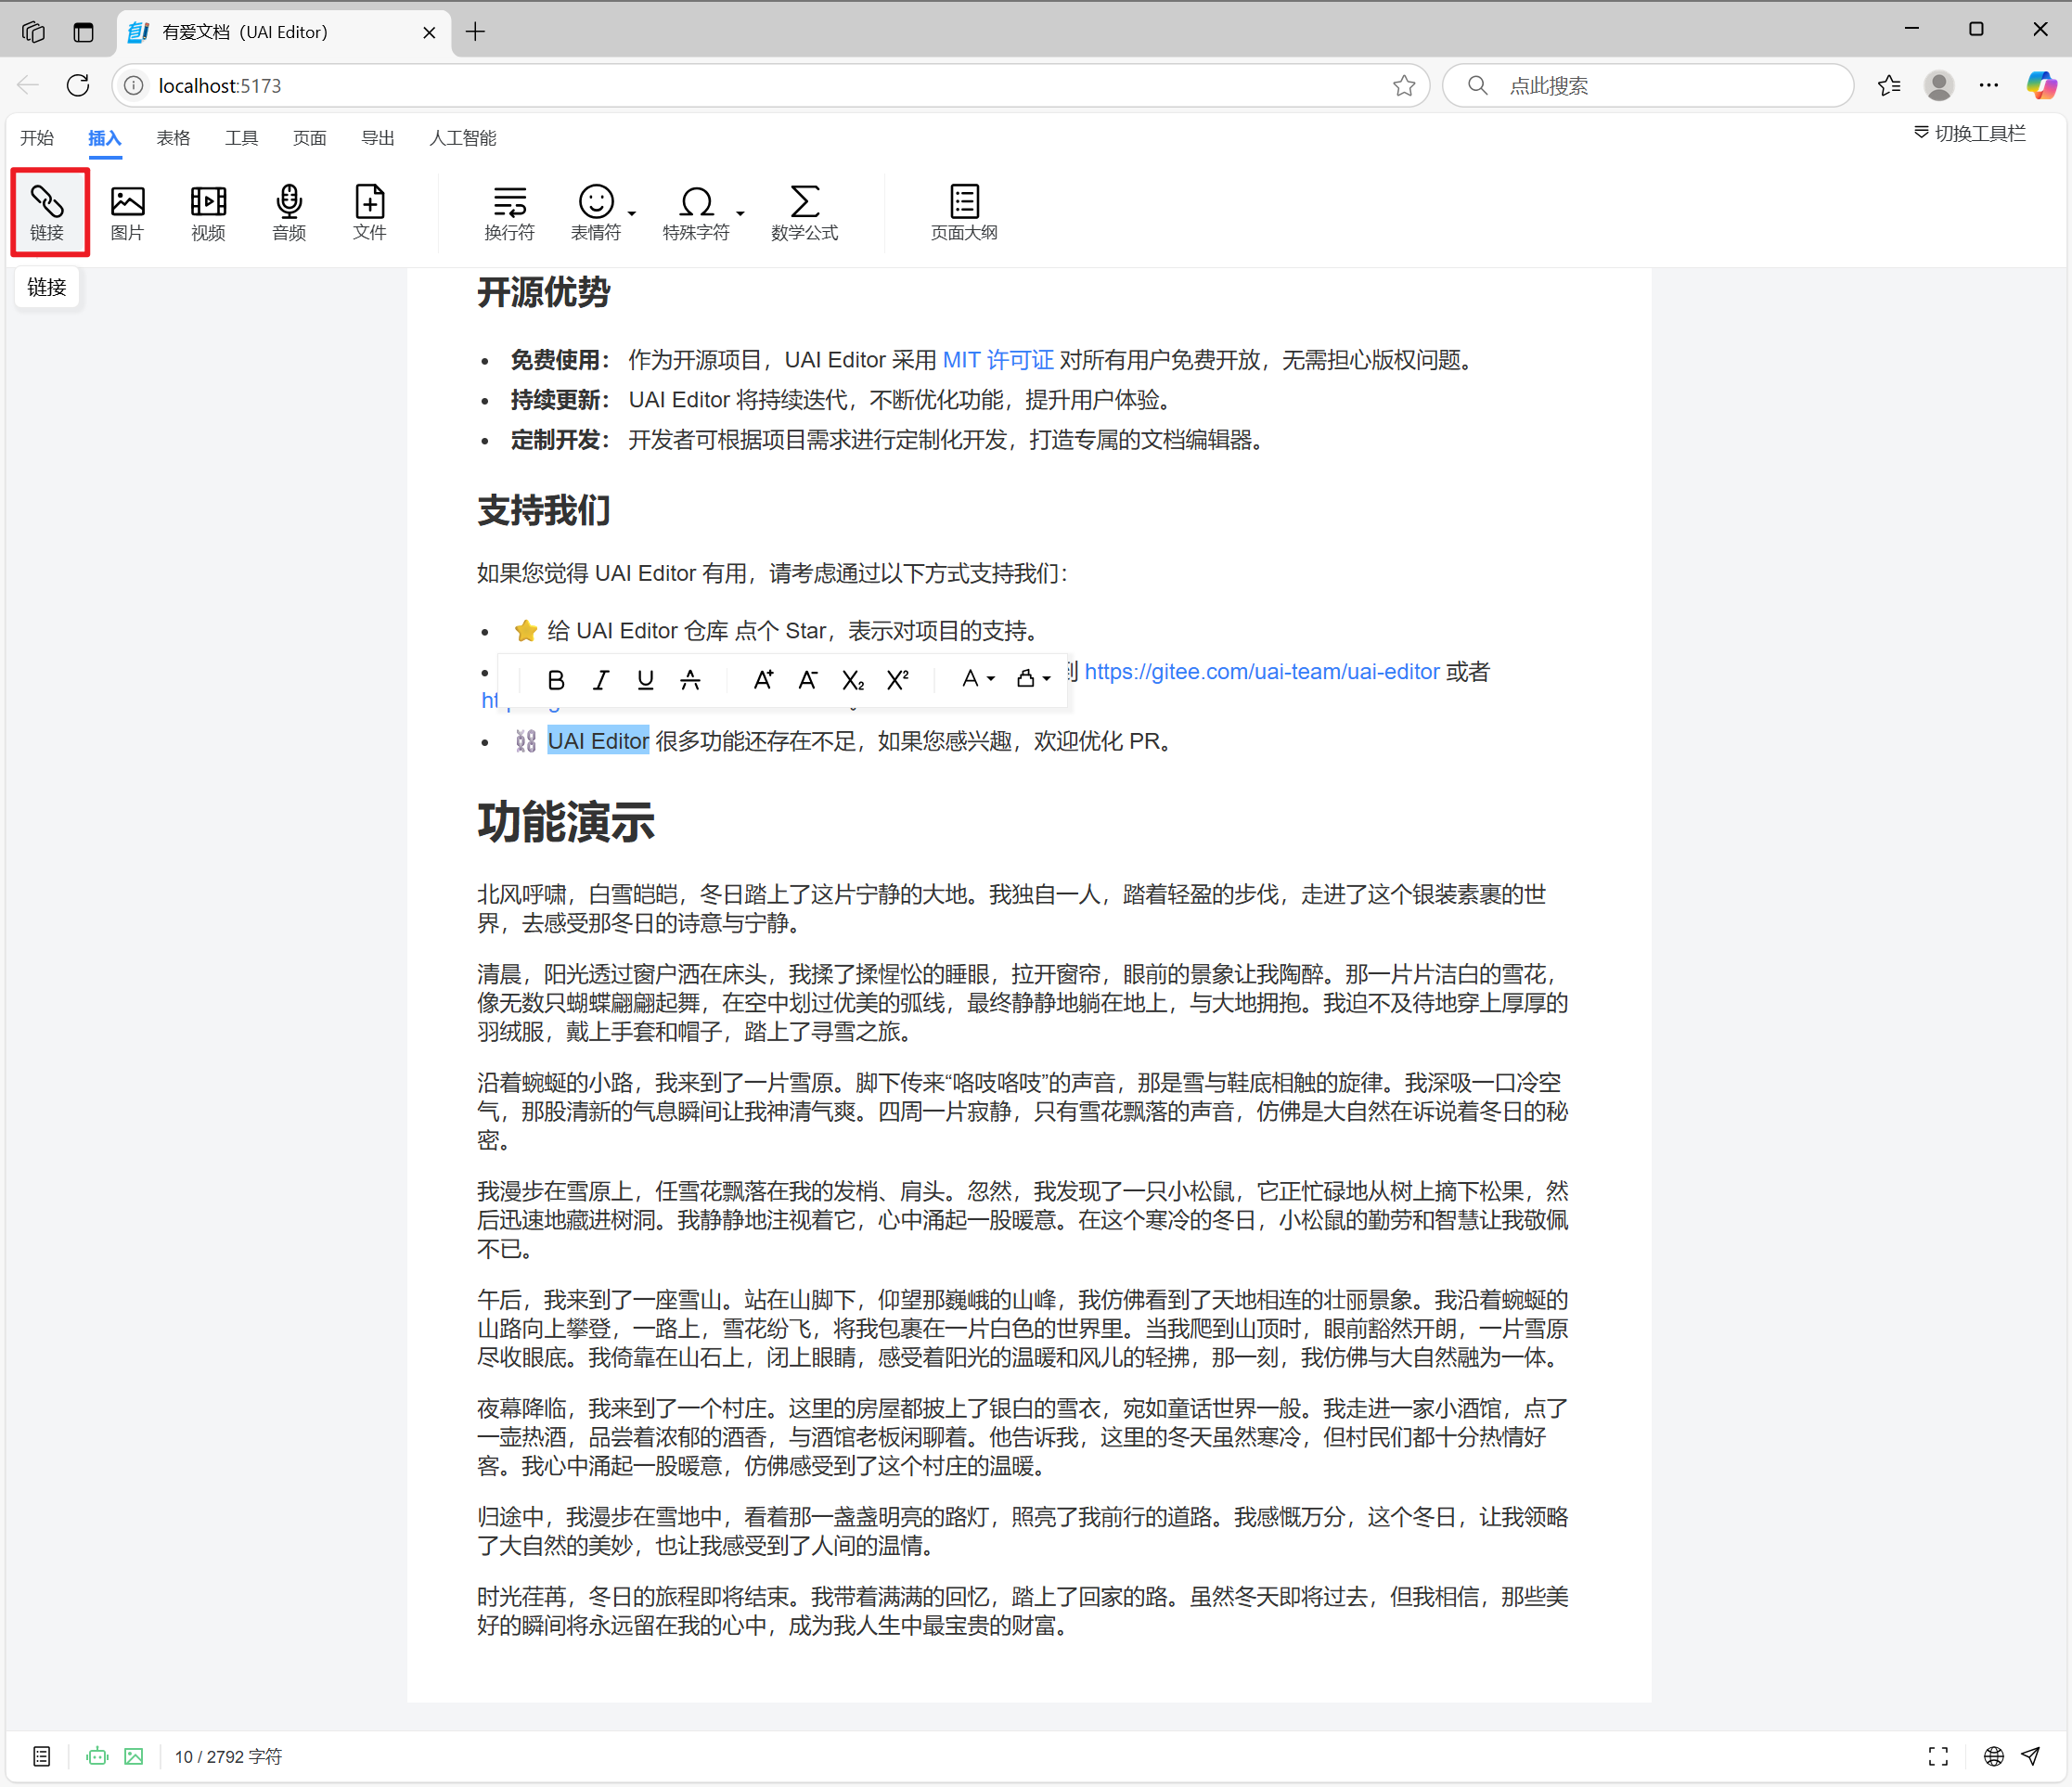 有爱文档（UAI Editor）
localhost:5173
点此搜索
开始 插入 表格 工具 页面 导出 人工智能
切换工具栏
链接 图片 视频 音频 文件 换行符 表情符 特殊字符 数学公式 页面大纲
链接
开源优势
• 免费使用： 作为开源项目，UAI Editor 采用 MIT 许可证 对所有用户免费开放，无需担心版权问题。
• 持续更新： UAI Editor 将持续迭代，不断优化功能，提升用户体验。
• 定制开发： 开发者可根据项目需求进行定制化开发，打造专属的文档编辑器。
支持我们
如果您觉得 UAI Editor 有用，请考虑通过以下方式支持我们：
• ⭐ 给 UAI Editor 仓库 点个 Star，表示对项目的支持。
B I U A A+ A- X₂ X² A
https://gitee.com/uai-team/uai-editor 或者
• ⛓ UAI Editor 很多功能还存在不足，如果您感兴趣，欢迎优化 PR。
功能演示
北风呼啸，白雪皑皑，冬日踏上了这片宁静的大地。我独自一人，踏着轻盈的步伐，走进了这个银装素裹的世
界，去感受那冬日的诗意与宁静。
清晨，阳光透过窗户洒在床头，我揉了揉惺忪的睡眼，拉开窗帘，眼前的景象让我陶醉。那一片片洁白的雪花，
像无数只蝴蝶翩翩起舞，在空中划过优美的弧线，最终静静地躺在地上，与大地拥抱。我迫不及待地穿上厚厚的
羽绒服，戴上手套和帽子，踏上了寻雪之旅。
沿着蜿蜒的小路，我来到了一片雪原。脚下传来“咯吱咯吱”的声音，那是雪与鞋底相触的旋律。我深吸一口冷空
气，那股清新的气息瞬间让我神清气爽。四周一片寂静，只有雪花飘落的声音，仿佛是大自然在诉说着冬日的秘
密。
我漫步在雪原上，任雪花飘落在我的发梢、肩头。忽然，我发现了一只小松鼠，它正忙碌地从树上摘下松果，然
后迅速地藏进树洞。我静静地注视着它，心中涌起一股暖意。在这个寒冷的冬日，小松鼠的勤劳和智慧让我敬佩
不已。
午后，我来到了一座雪山。站在山脚下，仰望那巍峨的山峰，我仿佛看到了天地相连的壮丽景象。我沿着蜿蜒的
山路向上攀登，一路上，雪花纷飞，将我包裹在一片白色的世界里。当我爬到山顶时，眼前豁然开朗，一片雪原
尽收眼底。我倚靠在山石上，闭上眼睛，感受着阳光的温暖和风儿的轻拂，那一刻，我仿佛与大自然融为一体。
夜幕降临，我来到了一个村庄。这里的房屋都披上了银白的雪衣，宛如童话世界一般。我走进一家小酒馆，点了
一壶热酒，品尝着浓郁的酒香，与酒馆老板闲聊着。他告诉我，这里的冬天虽然寒冷，但村民们都十分热情好
客。我心中涌起一股暖意，仿佛感受到了这个村庄的温暖。
归途中，我漫步在雪地中，看着那一盏盏明亮的路灯，照亮了我前行的道路。我感慨万分，这个冬日，让我领略
了大自然的美妙，也让我感受到了人间的温情。
时光荏苒，冬日的旅程即将结束。我带着满满的回忆，踏上了回家的路。虽然冬天即将过去，但我相信，那些美
好的瞬间将永远留在我的心中，成为我人生中最宝贵的财富。
10 / 2792 字符